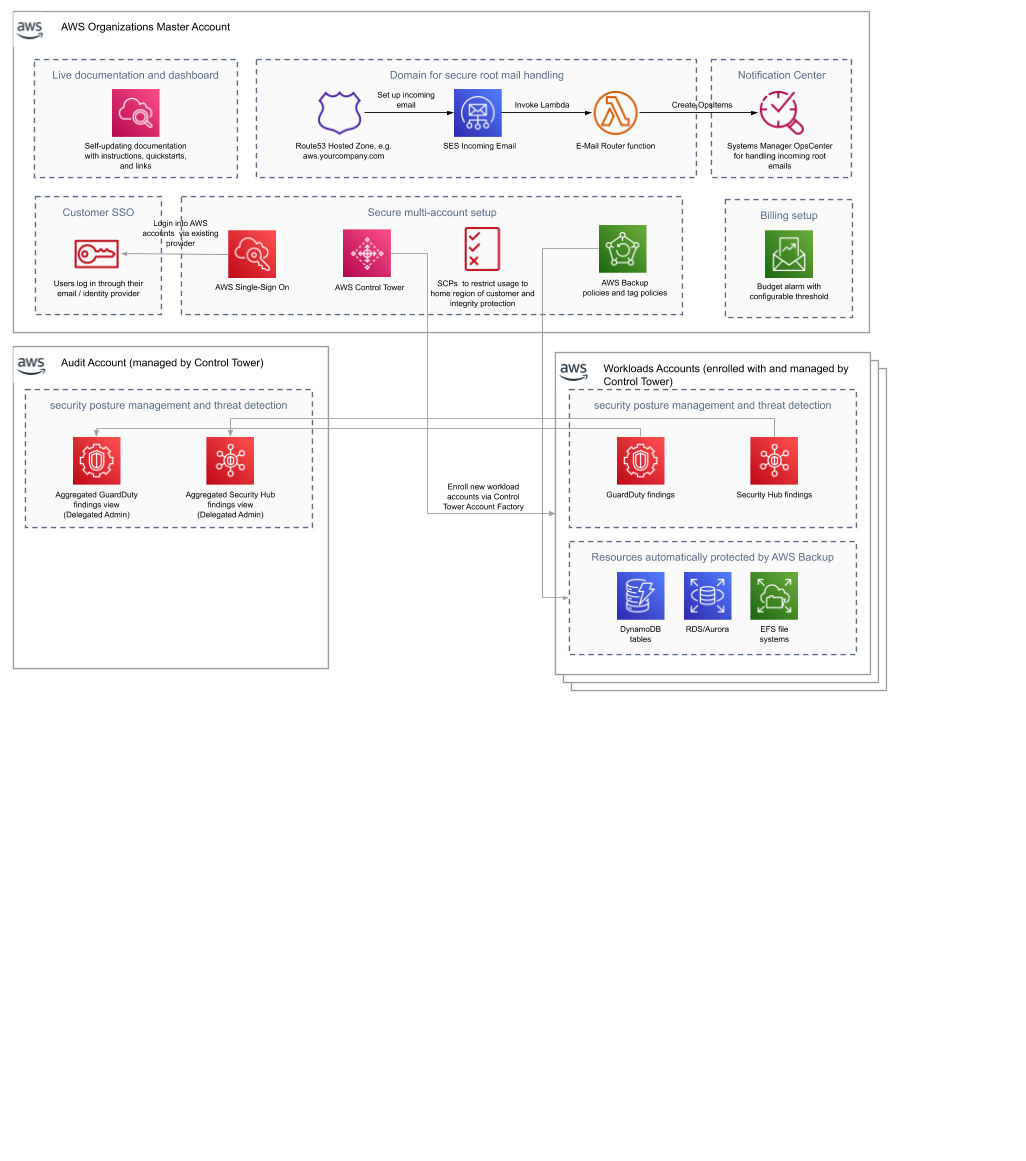 aws
AWS Organizations Master Account
Live documentation and dashboard
Self-updating documentation
with instructions, quickstarts,
and links
Domain for secure root mail handling
Set up incoming
email
Invoke Lambda
Create OpsItems
Route53 Hosted Zone, e.g.
aws.yourcompany.com
SES Incoming Email
E-Mail Router function
Notification Center
Systems Manager OpsCenter
for handling incoming root
emails
Customer SSO
Users log in through their
email / identity provider
Login into AWS
accounts via existing
provider
Secure multi-account setup
AWS Single-Sign On
AWS Control Tower
SCPs to restrict usage to
home region of customer and
integrity protection
AWS Backup
policies and tag policies
Billing setup
Budget alarm with
configurable threshold
aws
Audit Account (managed by Control Tower)
security posture management and threat detection
Aggregated GuardDuty
findings view
(Delegated Admin)
Aggregated Security Hub
findings view
(Delegated Admin)
Enroll new workload
accounts via Control
Tower Account Factory
aws
Workloads Accounts (enrolled with and managed by
Control Tower)
security posture management and threat detection
GuardDuty findings
Security Hub findings
Resources automatically protected by AWS Backup
DynamoDB
tables
RDS/Aurora
EFS file
systems